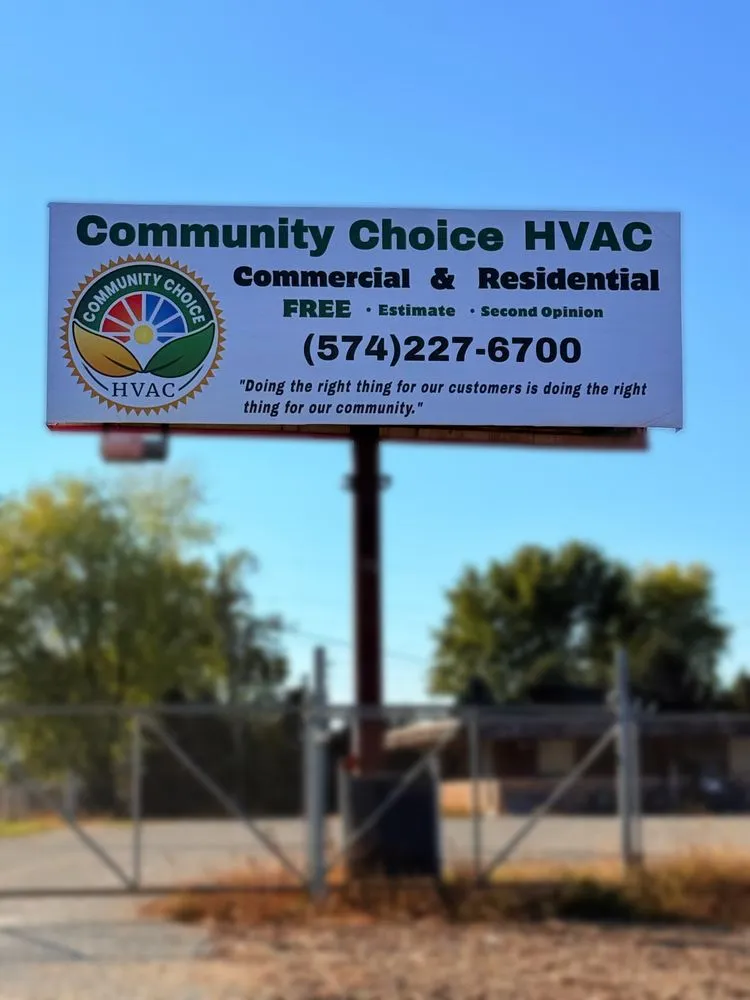 Community Choice HVAC
COMMUNITY CHOICE
HVAC
Commercial & Residential
FREE · Estimate · Second Opinion
(574)227-6700
"Doing the right thing for our customers is doing the right
thing for our community."